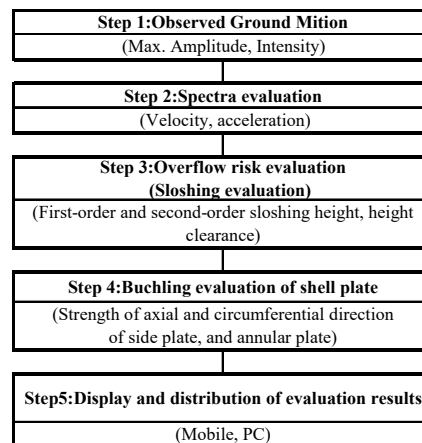 Step 1:Observed Ground Mition
(Max. Amplitude, Intensity)
Step 2:Spectra evaluation
(Velocity, acceleration)
Step 3:Overflow risk evaluation
(Sloshing evaluation)
(First-order and second-order sloshing height, height
clearance)
Step 4:Buchling evaluation of shell plate
(Strength of axial and circumferential direction
of side plate, and annular plate)
Step5:Display and distribution of evaluation results
(Mobile, PC)